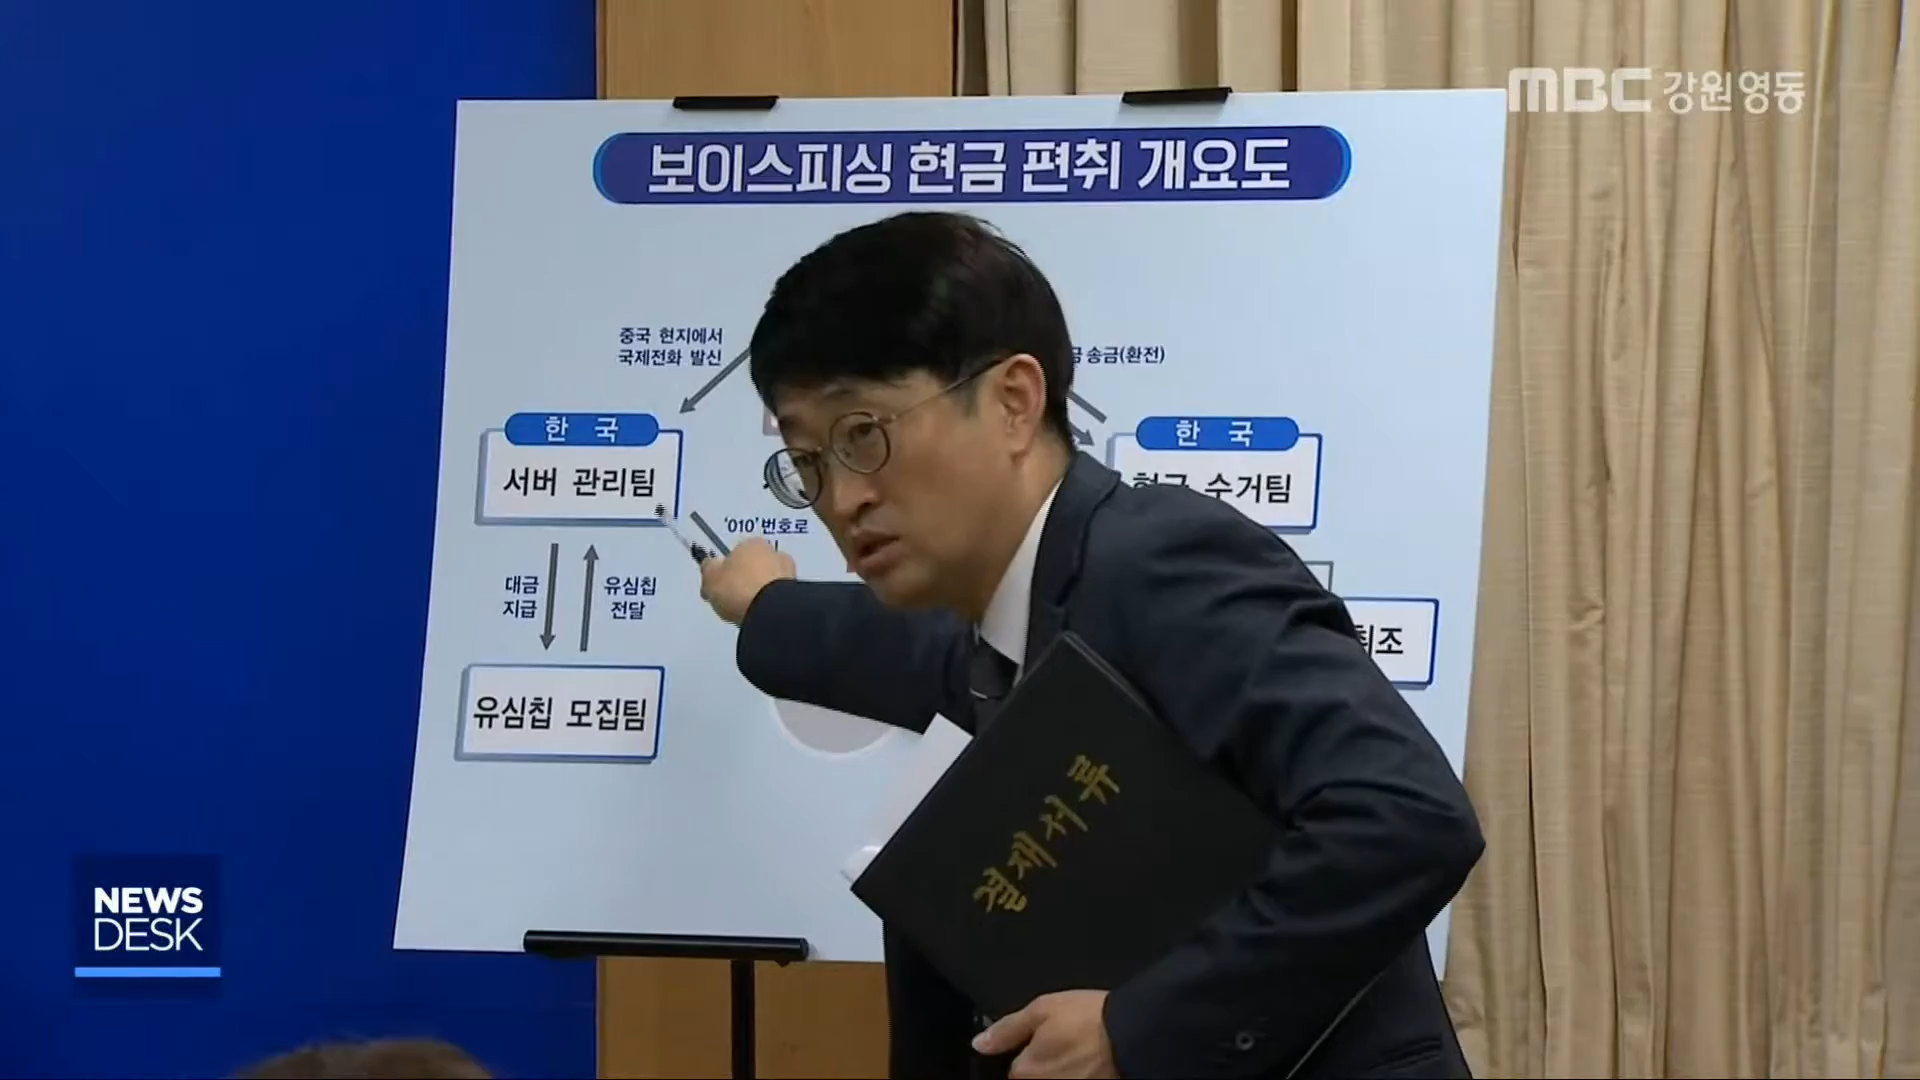 MBC 강원영동
보이스피싱 현금 편취 개요도
중국 현지에서
국제전화 발신
송금(환전)
한 국
서버 관리팀
한 국
수거팀
'010' 번호로
대금
지급
유심칩
전달
유심칩 모집팀
결재서류
NEWS
DESK